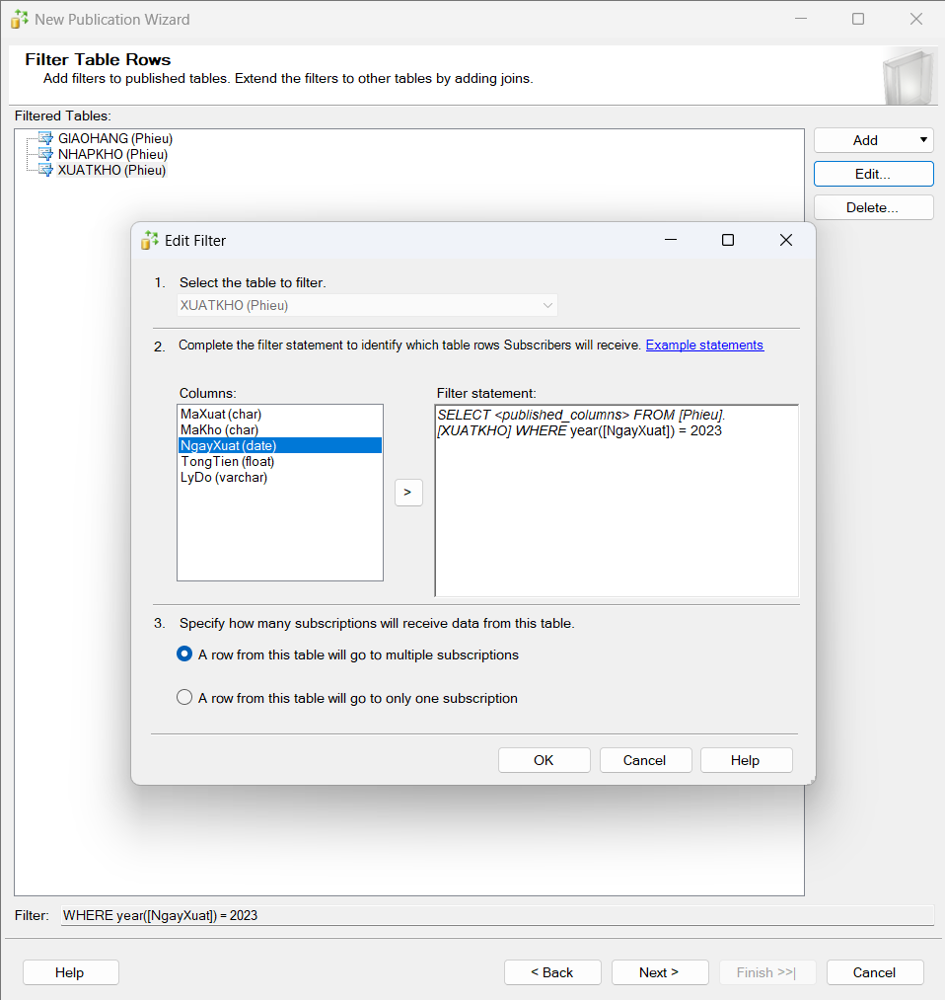 New Publication Wizard
Filter Table Rows
Add filters to published tables. Extend the filters to other tables by adding joins.
Filtered Tables:
GIAOHANG (Phieu)
NHAPKHO (Phieu)
XUATKHO (Phieu)
Add
Edit...
Delete...
Edit Filter
1. Select the table to filter.
XUATKHO (Phieu)
2. Complete the filter statement to identify which table rows Subscribers will receive. Example statements
Columns:
MaXuat (char)
MaKho (char)
NgayXuat (date)
TongTien (float)
LyDo (varchar)
>
Filter statement:
SELECT <published_columns> FROM [Phieu].
[XUATKHO] WHERE year([NgayXuat]) = 2023
3. Specify how many subscriptions will receive data from this table.
A row from this table will go to multiple subscriptions
A row from this table will go to only one subscription
OK Cancel Help
Filter: WHERE year([NgayXuat]) = 2023
Help < Back Next > Finish >>| Cancel